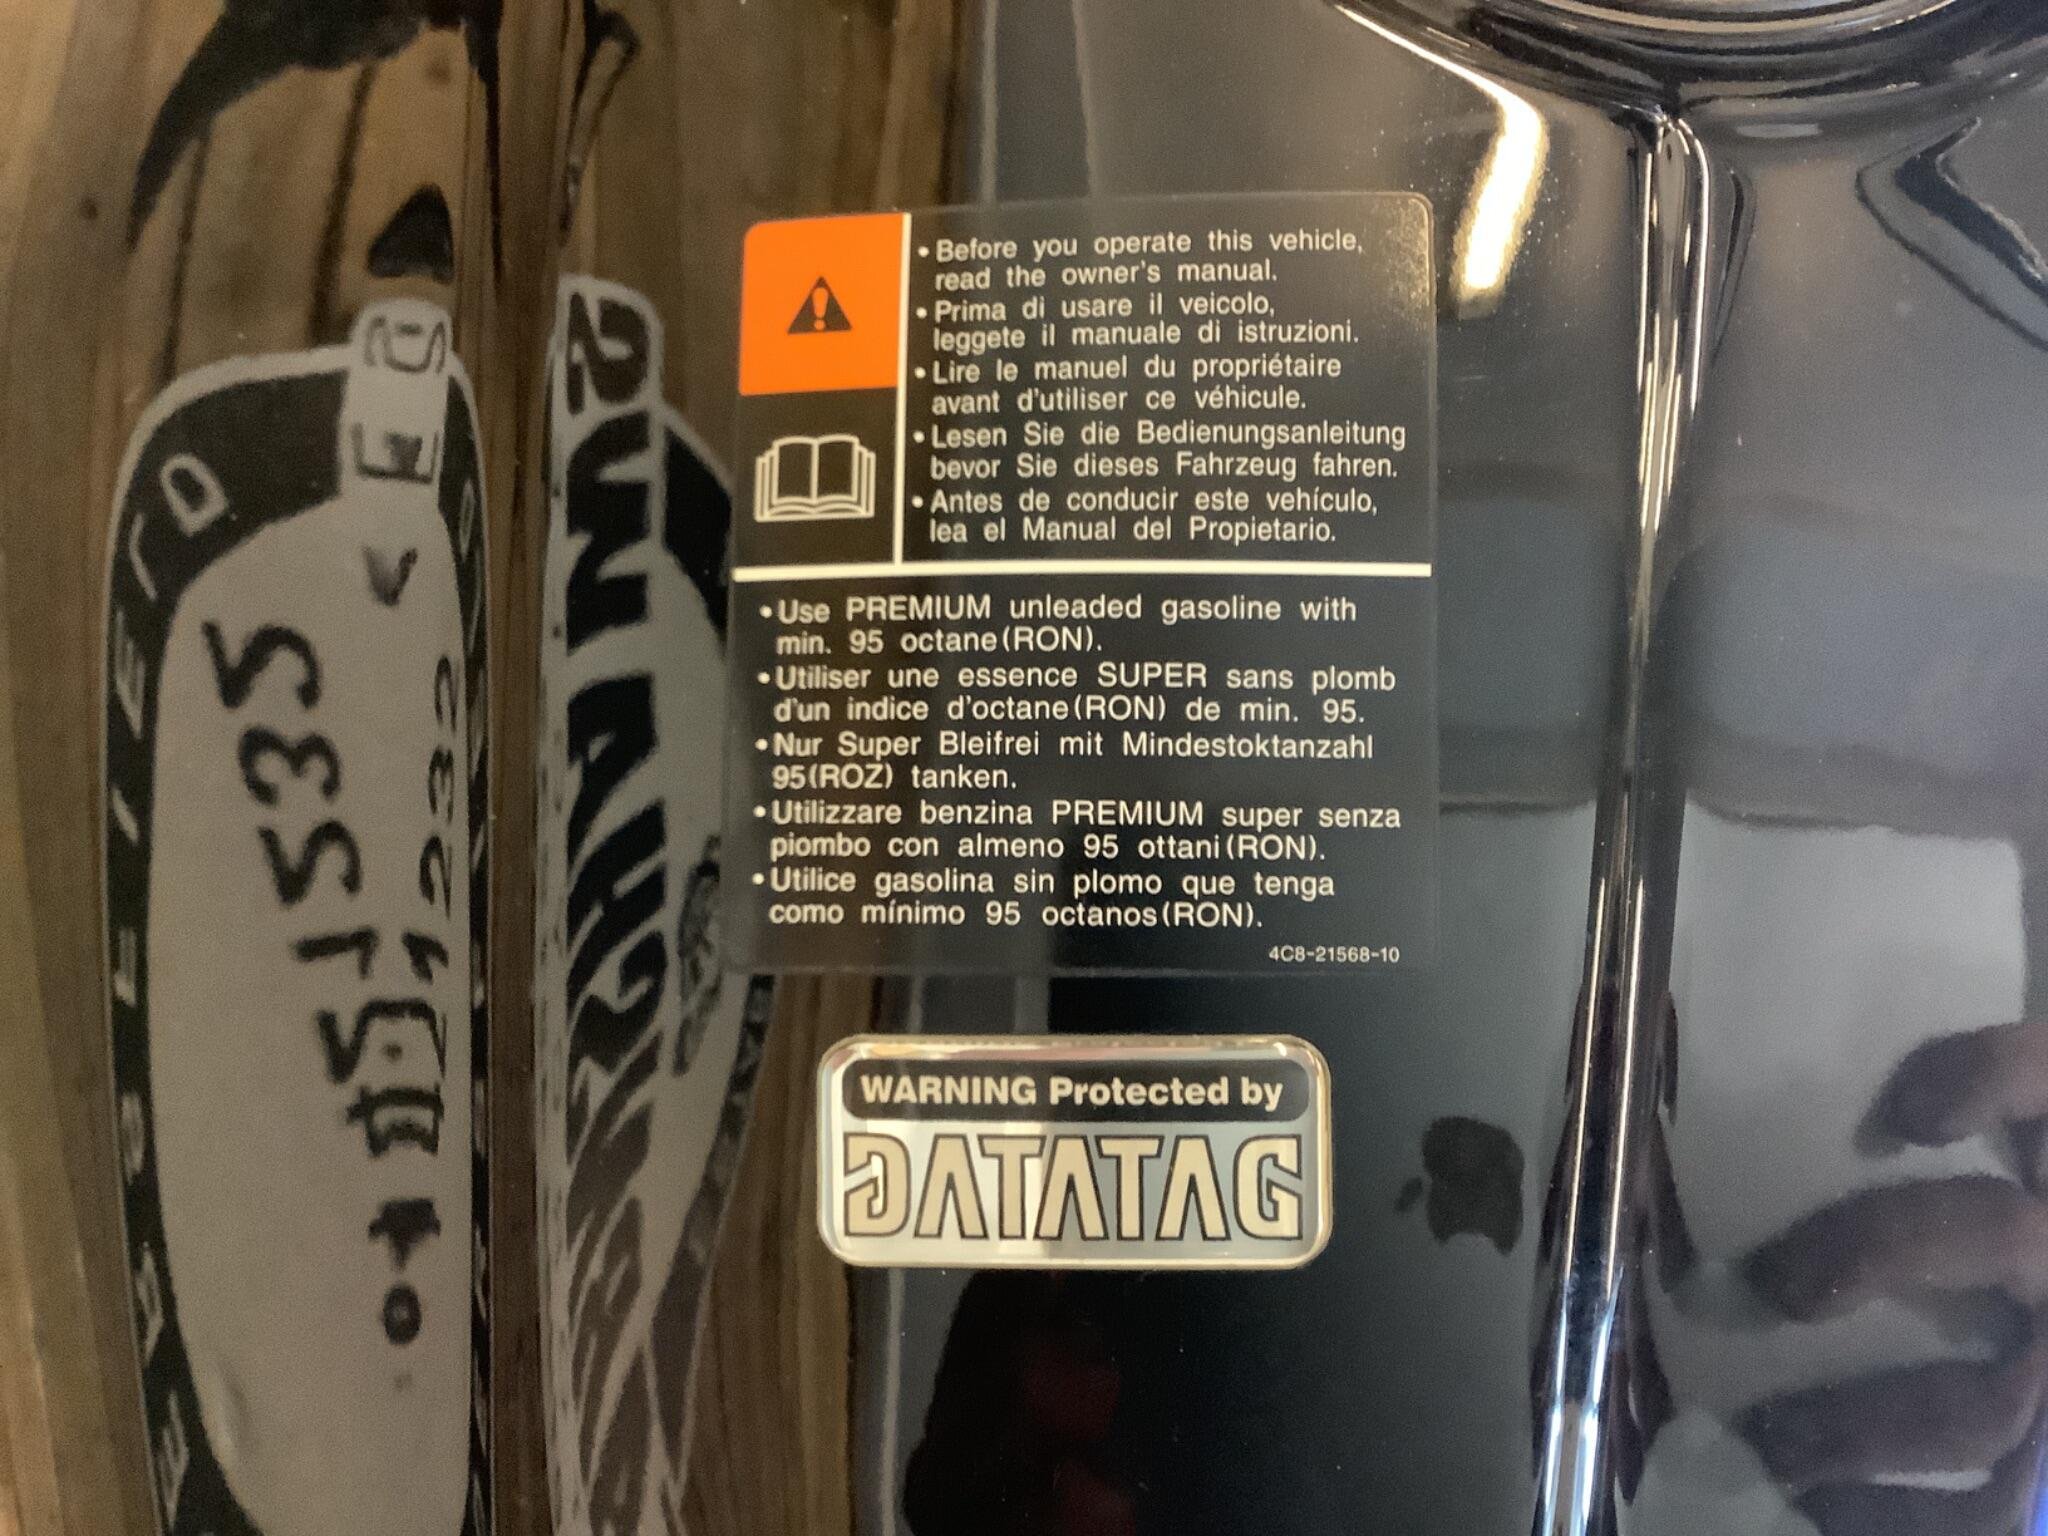 • Before you operate this vehicle,
read the owner's manual.
• Prima di usare il veicolo,
leggete il manuale di istruzioni.
• Lire le manuel du propriétaire
avant d'utiliser ce véhicule.
• Lesen Sie die Bedienungsanleitung
bevor Sie dieses Fahrzeug fahren.
• Antes de conducir este vehículo,
lea el Manual del Propietario.
• Use PREMIUM unleaded gasoline with
min. 95 octane(RON).
• Utiliser une essence SUPER sans plomb
d'un indice d'octane(RON) de min. 95.
• Nur Super Bleifrei mit Mindestoktanzahl
95(ROZ) tanken.
• Utilizzare benzina PREMIUM super senza
piombo con almeno 95 ottani(RON).
• Utilice gasolina sin plomo que tenga
como mínimo 95 octanos(RON).
4C8-21568-10
WARNING Protected by
DATATAG